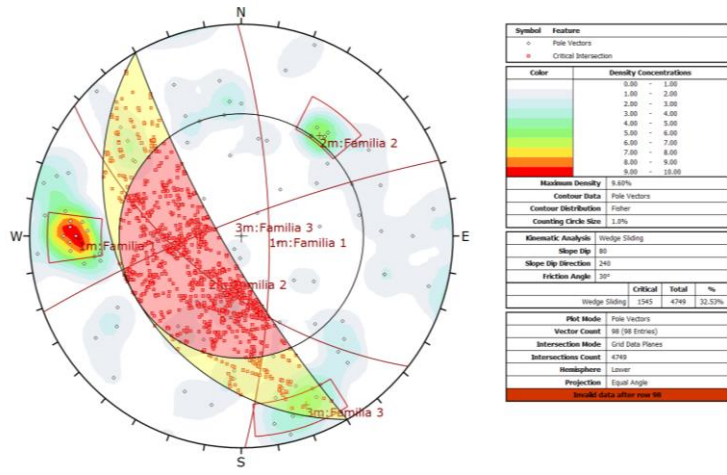 N
2m:Familia 2
W
1m:Familia 1
3m:Familia 3
1m:Familia 1
E
2m:Familia 2
3m:Familia 3
S
Symbol Feature
Pole Vectors
Critical Intersection
Color Density Concentrations
0.00 - 1.00
1.00 - 2.00
2.00 - 3.00
3.00 - 4.00
4.00 - 5.00
5.00 - 6.00
6.00 - 7.00
7.00 - 8.00
8.00 - 9.00
9.00 - 10.00
Maximum Density 9.60%
Contour Data Pole Vectors
Contour Distribution Fisher
Counting Circle Size 1.0%
Kinematic Analysis Wedge Sliding
Slope Dip 80
Slope Dip Direction 240
Friction Angle 30°
Critical Total %
Wedge Sliding 1545 4749 32.53%
Plot Mode Pole Vectors
Vector Count 98 (98 Entries)
Intersection Mode Grid Data Planes
Intersections Count 4749
Hemisphere Lower
Projection Equal Angle
Invalid data after row 98